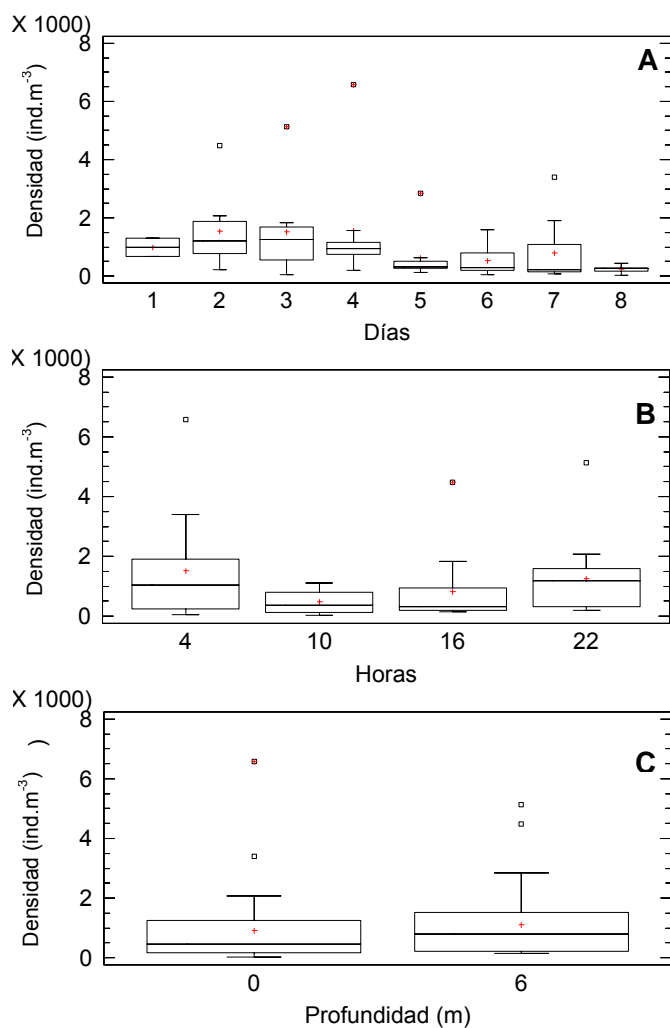 X 1000)
A
8
6
4
2
0
Densidad (ind.m-3)
1 2 3 4 5 6 7 8
Días
X 1000)
B
8
6
4
2
0
Densidad (ind.m-3)
4 10 16 22
Horas
X 1000)
C
8
6
4
2
0
Densidad (ind.m-3) )
0 6
Profundidad (m)